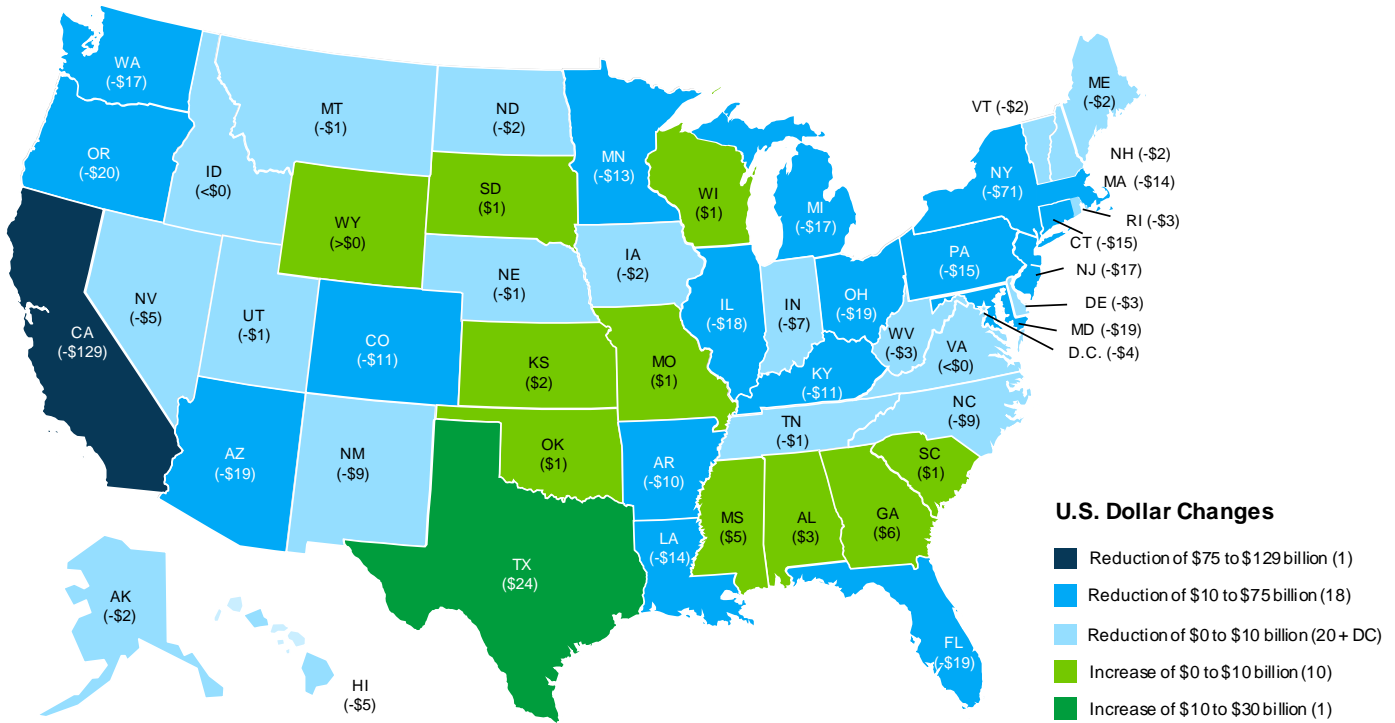 WA
(-$17)
MT
(-$1)
ND
(-$2)
ME
(-$2)
VT (-$2)
OR
(-$20)
ID
(<$0)
MN
(-$13)
NH (-$2)
NY
(-$71)
MA (-$14)
SD
($1)
WI
($1)
MI
(-$17)
RI (-$3)
WY
(>$0)
CT (-$15)
PA
(-$15)
NJ (-$17)
IA
(-$2)
NE
(-$1)
NV
(-$5)
UT
(-$1)
IL
(-$18)
IN
(-$7)
OH
(-$19)
DE (-$3)
CA
(-$129)
CO
(-$11)
WV
(-$3)
VA
(<$0)
MD (-$19)
D.C. (-$4)
KS
($2)
MO
($1)
KY
(-$11)
NC
(-$9)
TN
(-$1)
AZ
(-$19)
NM
(-$9)
OK
($1)
AR
(-$10)
SC
($1)
MS
($5)
AL
($3)
GA
($6)
LA
(-$14)
TX
($24)
AK
(-$2)
FL
(-$19)
HI
(-$5)
U.S. Dollar Changes
Reduction of $75 to $129 billion (1)
Reduction of $10 to $75 billion (18)
Reduction of $0 to $10 billion (20 + DC)
Increase of $0 to $10 billion (10)
Increase of $10 to $30 billion (1)